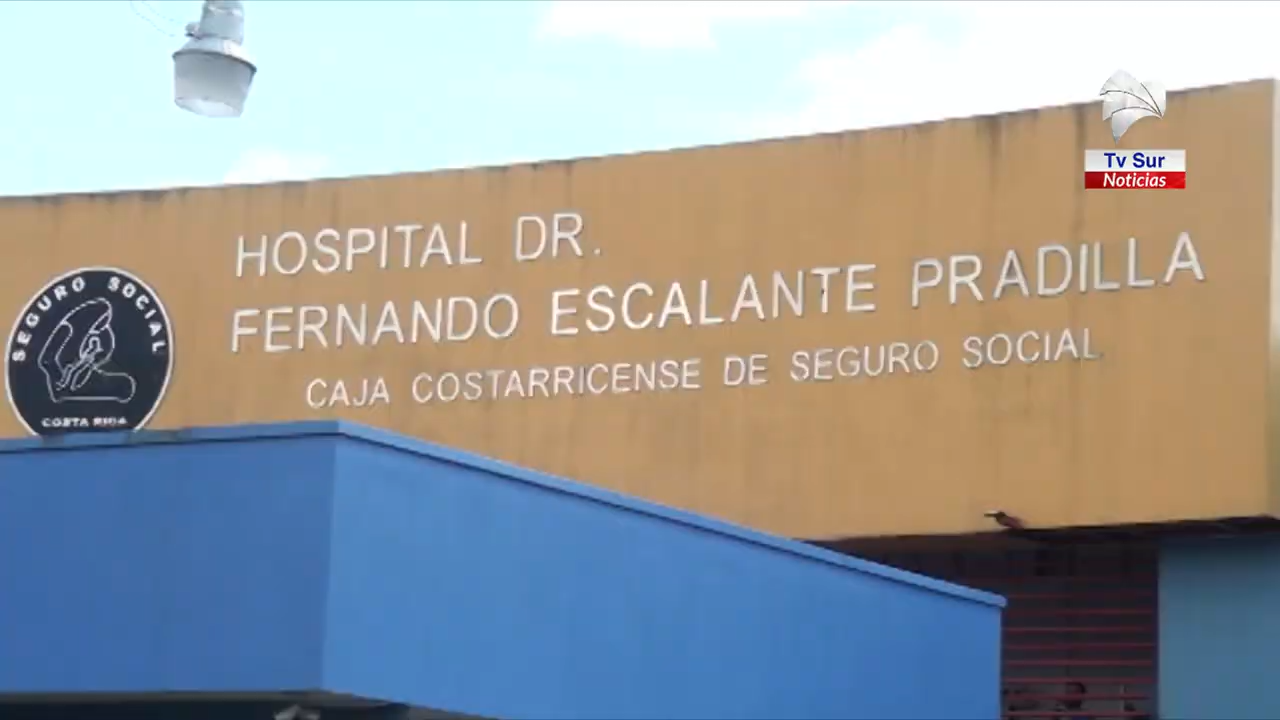 Tv Sur
Noticias
HOSPITAL DR.
FERNANDO ESCALANTE PRADILLA
CAJA COSTARRICENSE DE SEGURO SOCIAL
SEGURO SOCIAL
COSTA RICA